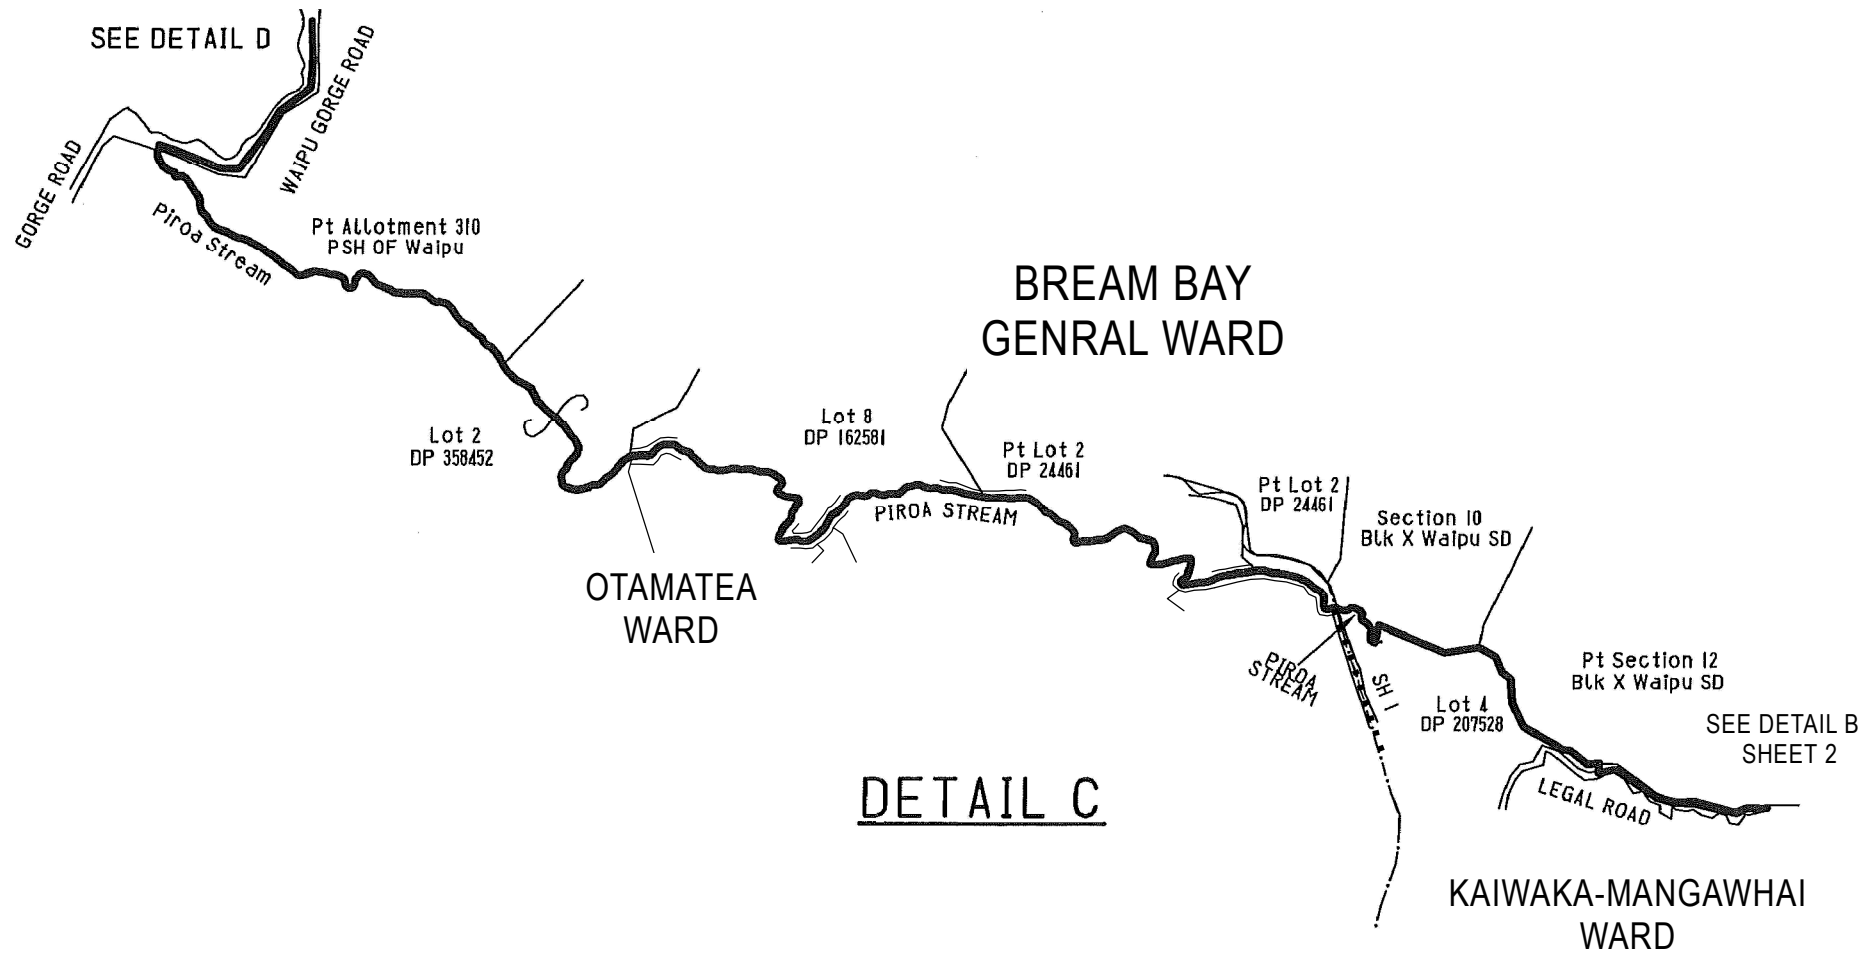 SEE DETAIL D
WAIPU GORGE ROAD
GORGE ROAD
Piroa Stream
Pt Allotment 310
PSH OF Waipu
BREAM BAY
GENRAL WARD
Lot 2
DP 358452
Lot 8
DP 162581
Pt Lot 2
DP 24461
PIROA STREAM
Pt Lot 2
DP 24461
Section 10
Blk X Waipu SD
OTAMATEA
WARD
PIROA
STREAM
SH 1
Pt Section 12
Blk X Waipu SD
Lot 4
DP 207528
SEE DETAIL B
SHEET 2
LEGAL ROAD
DETAIL C
KAIWAKA-MANGAWHAI
WARD